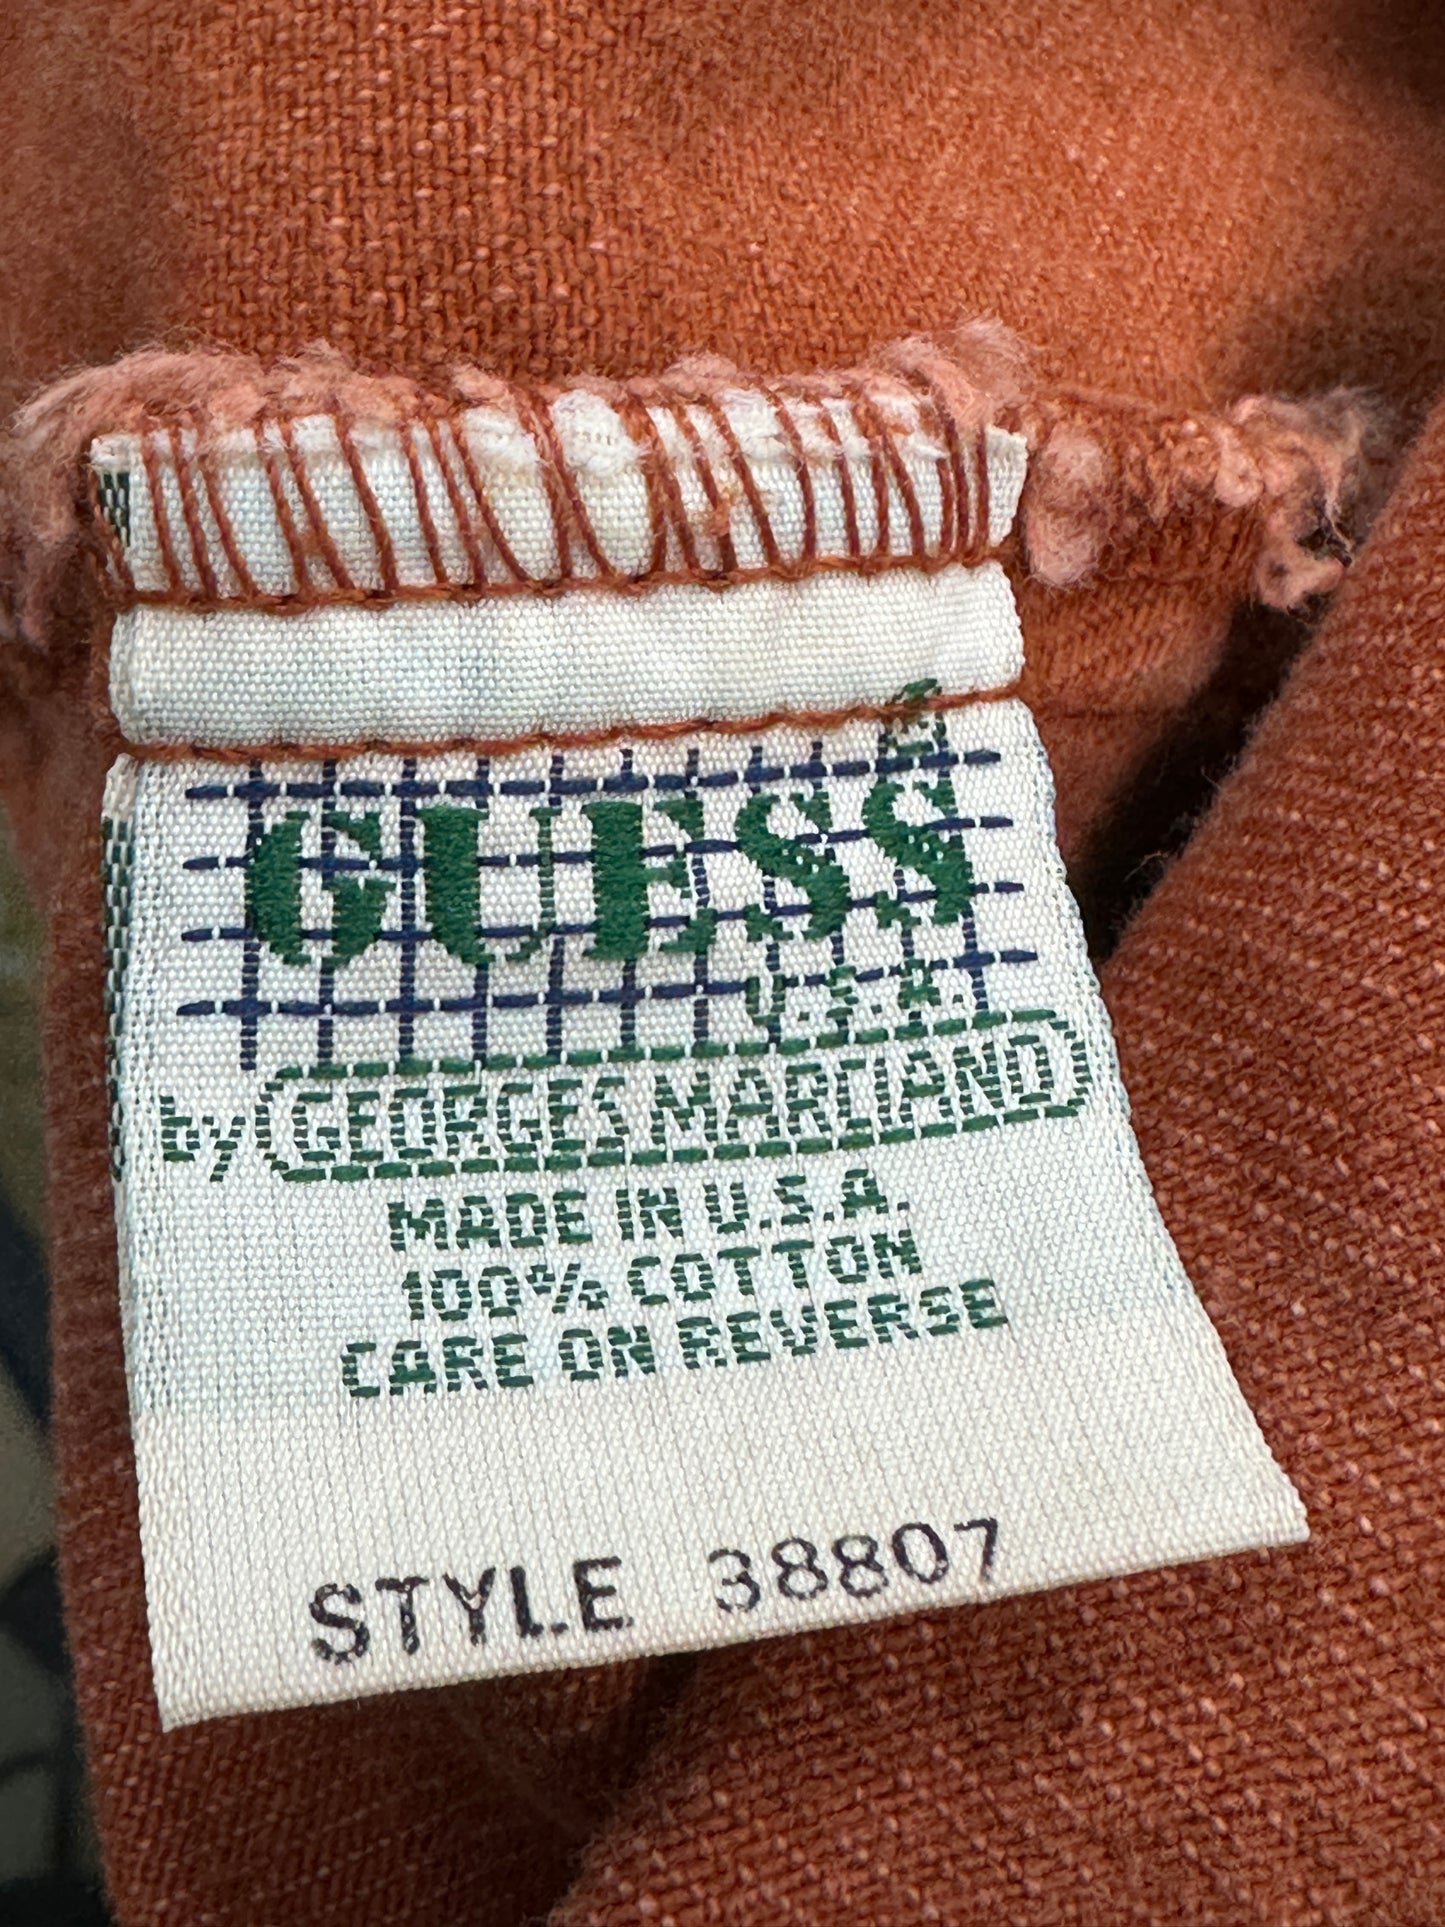 GUESS
U.S.A.
by GEORGES MARCIANO
MADE IN U.S.A.
100% COTTON
CARE ON REVERSE
STYLE 38807